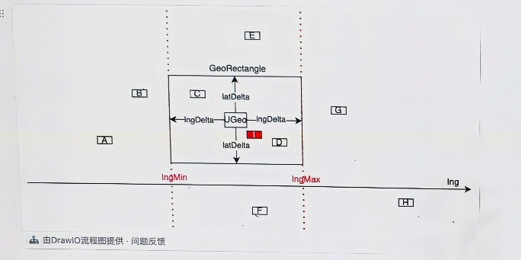 E
GeoRectangle
B
C
latDelta
G
lngDelta
UGeo
lngDelta
I
A
latDelta
D
lngMin
lngMax
lng
F
H
由DrawIO流程图提供 · 问题反馈